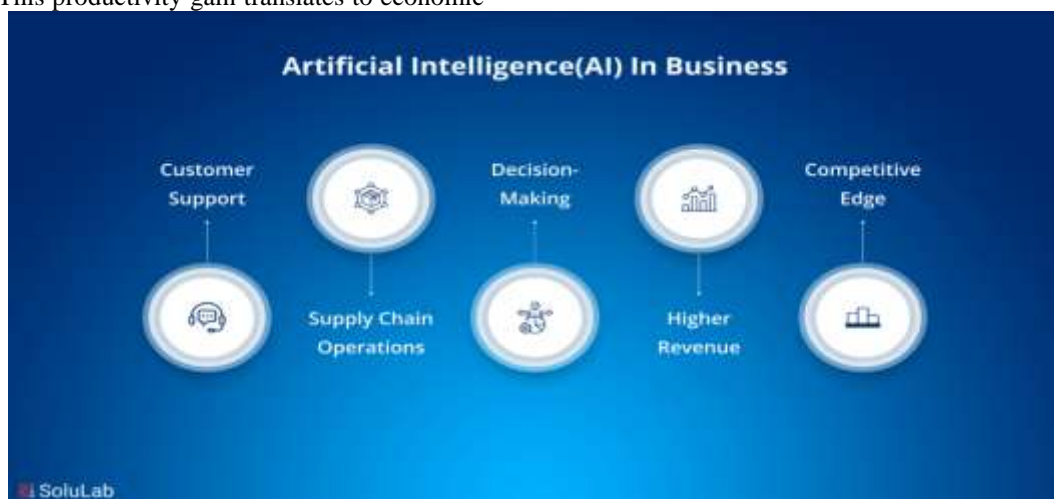 This productivity gain translates to economic
Artificial Intelligence(AI) In Business
Customer
Support
Supply Chain
Operations
Decision-
Making
Higher
Revenue
Competitive
Edge
SoluLab